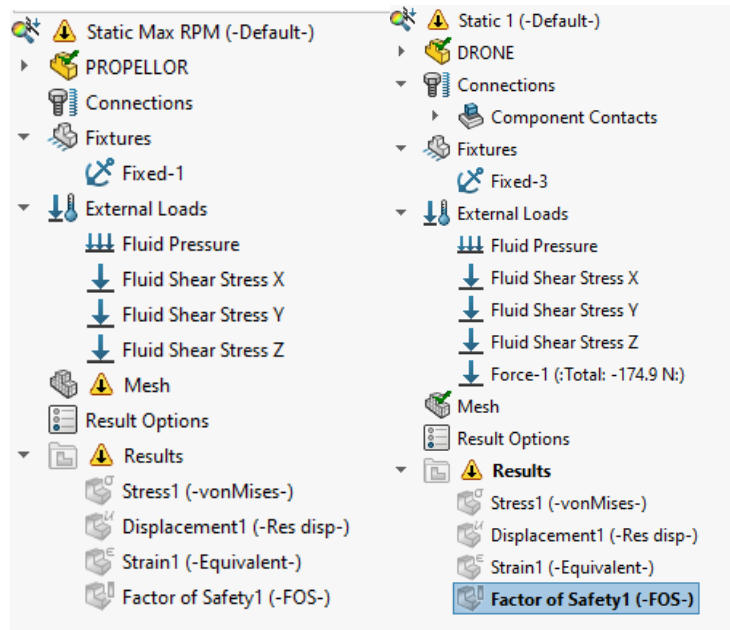 Static Max RPM (-Default-)
PROPELLOR
Connections
Fixtures
Fixed-1
External Loads
Fluid Pressure
Fluid Shear Stress X
Fluid Shear Stress Y
Fluid Shear Stress Z
Mesh
Result Options
Results
Stress1 (-vonMises-)
Displacement1 (-Res disp-)
Strain1 (-Equivalent-)
Factor of Safety1 (-FOS-)
Static 1 (-Default-)
DRONE
Connections
Component Contacts
Fixtures
Fixed-3
External Loads
Fluid Pressure
Fluid Shear Stress X
Fluid Shear Stress Y
Fluid Shear Stress Z
Force-1 (:Total: -174.9 N:)
Mesh
Result Options
Results
Stress1 (-vonMises-)
Displacement1 (-Res disp-)
Strain1 (-Equivalent-)
Factor of Safety1 (-FOS-)